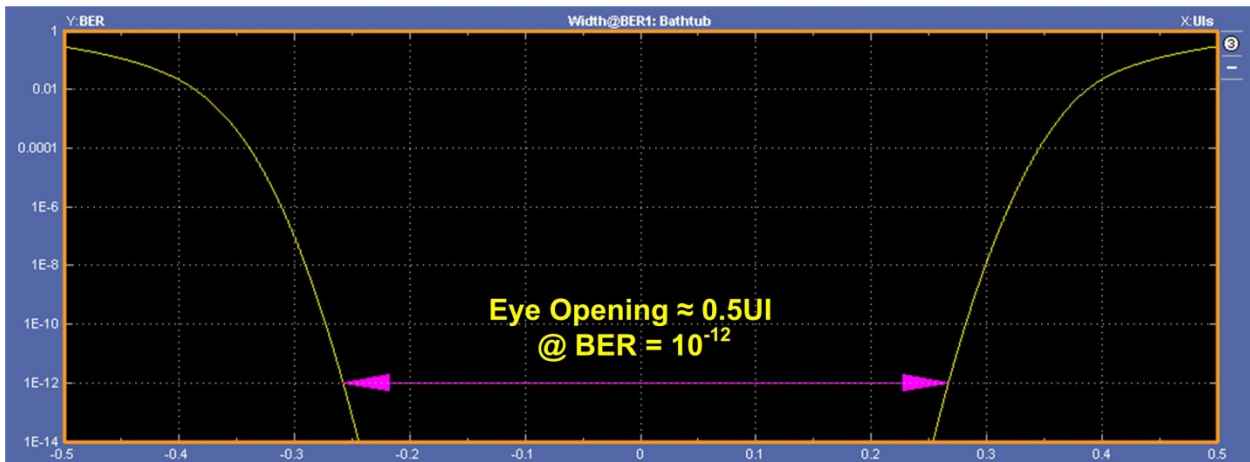 Y:BER Width@BER1: Bathtub X:UIs
1
3
0.01
0.0001
1E-6
1E-8
Eye Opening ≈ 0.5UI
1E-10
@ BER = 10⁻¹²
1E-12
1E-14
-0.5 -0.4 -0.3 -0.2 -0.1 0 0.1 0.2 0.3 0.4 0.5